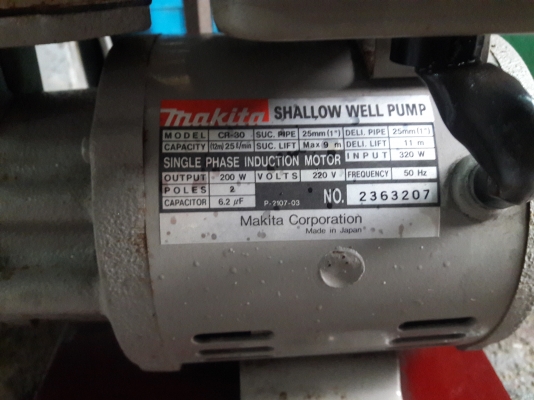 makita SHALLOW WELL PUMP
MODEL CR-30 SUC. PIPE 25mm(1") DELI. PIPE 25mm(1")
CAPACITY (12m) 25 l/min SUC. LIFT Max 9 m DELI. LIFT 11 m
SINGLE PHASE INDUCTION MOTOR INPUT 320 W
OUTPUT 200 W VOLTS 220 V FREQUENCY 50 Hz
POLES 2
CAPACITOR 6.2 µF P-2107-03 NO. 2363207
Makita Corporation
Made in Japan